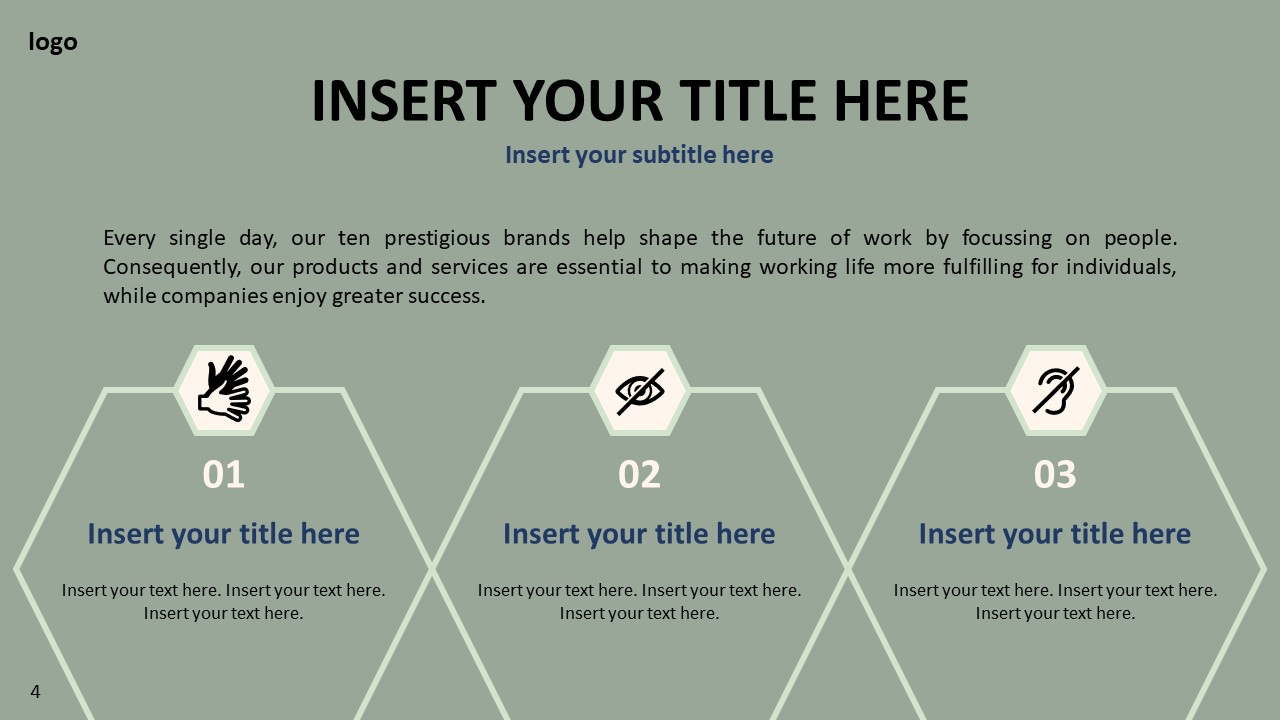 logo
INSERT YOUR TITLE HERE
Insert your subtitle here
Every single day, our ten prestigious brands help shape the future of work by focussing on people.
Consequently, our products and services are essential to making working life more fulfilling for individuals,
while companies enjoy greater success.
01
Insert your title here
Insert your text here. Insert your text here.
Insert your text here.
02
Insert your title here
Insert your text here. Insert your text here.
Insert your text here.
03
Insert your title here
Insert your text here. Insert your text here.
Insert your text here.
4